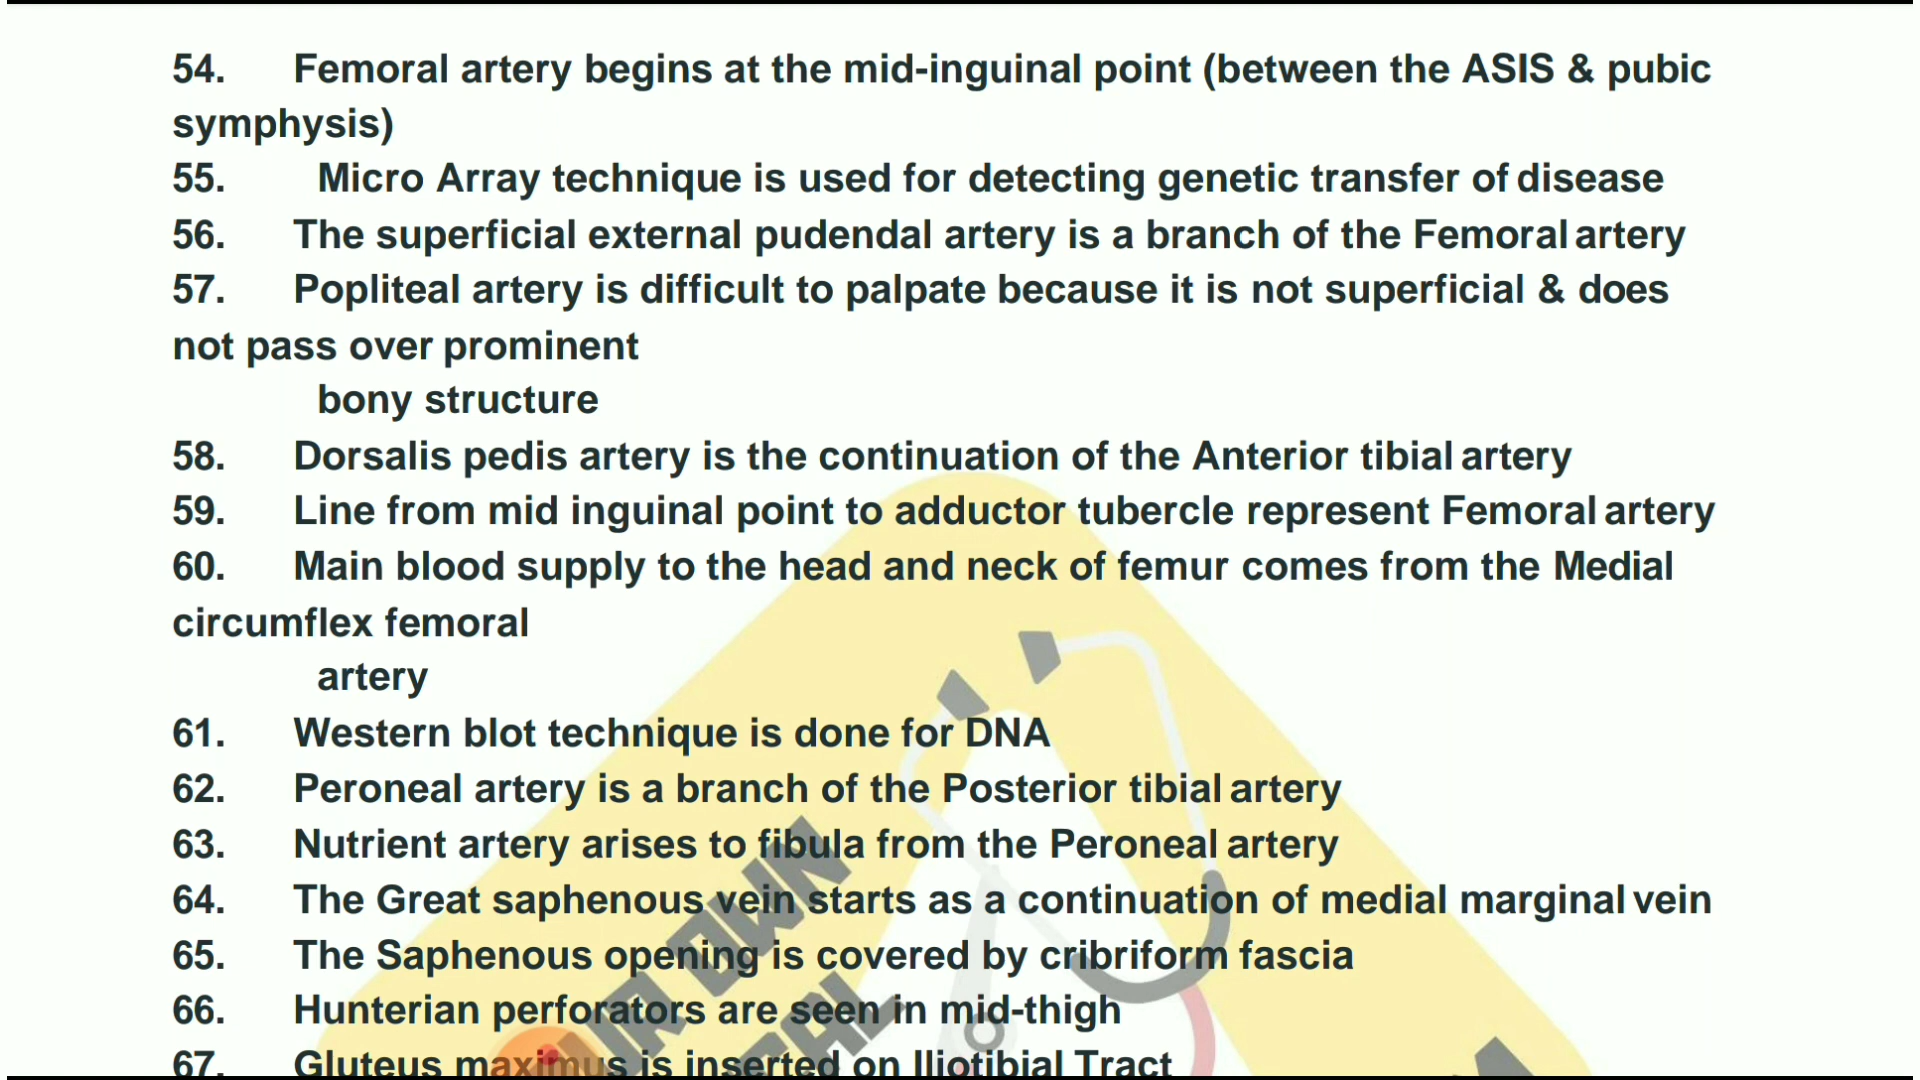 54. Femoral artery begins at the mid-inguinal point (between the ASIS & pubic
symphysis)
55. Micro Array technique is used for detecting genetic transfer of disease
56. The superficial external pudendal artery is a branch of the Femoral artery
57. Popliteal artery is difficult to palpate because it is not superficial & does
not pass over prominent
bony structure
58. Dorsalis pedis artery is the continuation of the Anterior tibial artery
59. Line from mid inguinal point to adductor tubercle represent Femoral artery
60. Main blood supply to the head and neck of femur comes from the Medial
circumflex femoral
artery
61. Western blot technique is done for DNA
62. Peroneal artery is a branch of the Posterior tibial artery
63. Nutrient artery arises to fibula from the Peroneal artery
64. The Great saphenous vein starts as a continuation of medial marginal vein
65. The Saphenous opening is covered by cribriform fascia
66. Hunterian perforators are seen in mid-thigh
67. Gluteus maximus is inserted on Iliotibial Tract
OWN